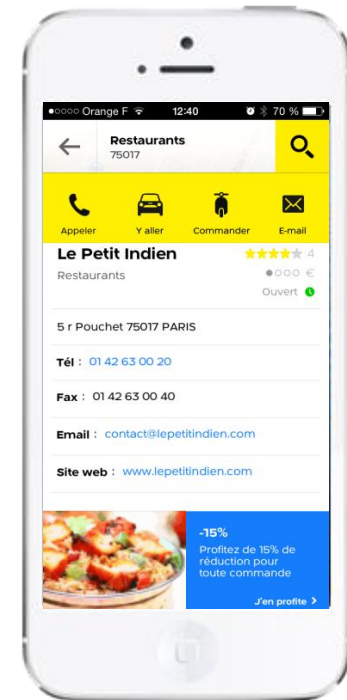 Orange F 12:40 70 %
Restaurants
75017
Appeler Y aller Commander E-mail
Le Petit Indien 4
Restaurants €
Ouvert
5 r Pouchet 75017 PARIS
Tél : 01 42 63 00 20
Fax : 01 42 63 00 40
Email : contact@lepetitindien.com
Site web : www.lepetitindien.com
-15%
Profitez de 15% de
réduction pour
toute commande
J'en profite >